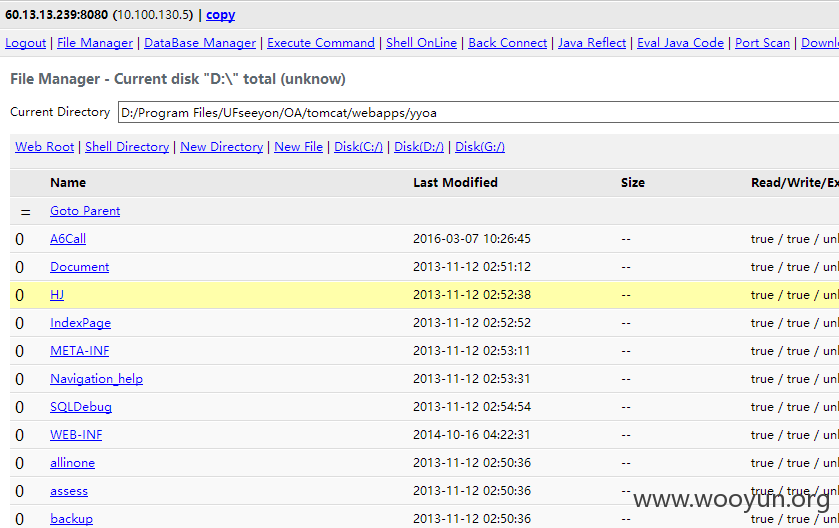 60.13.13.239:8080 (10.100.130.5) | copy
Logout | File Manager | DataBase Manager | Execute Command | Shell OnLine | Back Connect | Java Reflect | Eval Java Code | Port Scan | Downl
File Manager - Current disk "D:\" total (unknow)
Current Directory D:/Program Files/UFseeyon/OA/tomcat/webapps/yyoa
Web Root | Shell Directory | New Directory | New File | Disk(C:/) | Disk(D:/) | Disk(G:/)
Name Last Modified Size Read/Write/Ex
= Goto Parent
0 A6Call 2016-03-07 10:26:45 -- true / true / unl
0 Document 2013-11-12 02:51:12 -- true / true / unl
0 HJ 2013-11-12 02:52:38 -- true / true / unl
0 IndexPage 2013-11-12 02:52:52 -- true / true / unl
0 META-INF 2013-11-12 02:53:11 -- true / true / unl
0 Navigation_help 2013-11-12 02:53:31 -- true / true / unl
0 SQLDebug 2013-11-12 02:54:54 -- true / true / unl
0 WEB-INF 2014-10-16 04:22:31 -- true / true / unl
0 allinone 2013-11-12 02:50:36 -- true / true / unl
0 assess 2013-11-12 02:50:36 -- true / true / unl
0 backup 2013-11-12 02:50:36 -- true / true / unl
www.wooyun.org